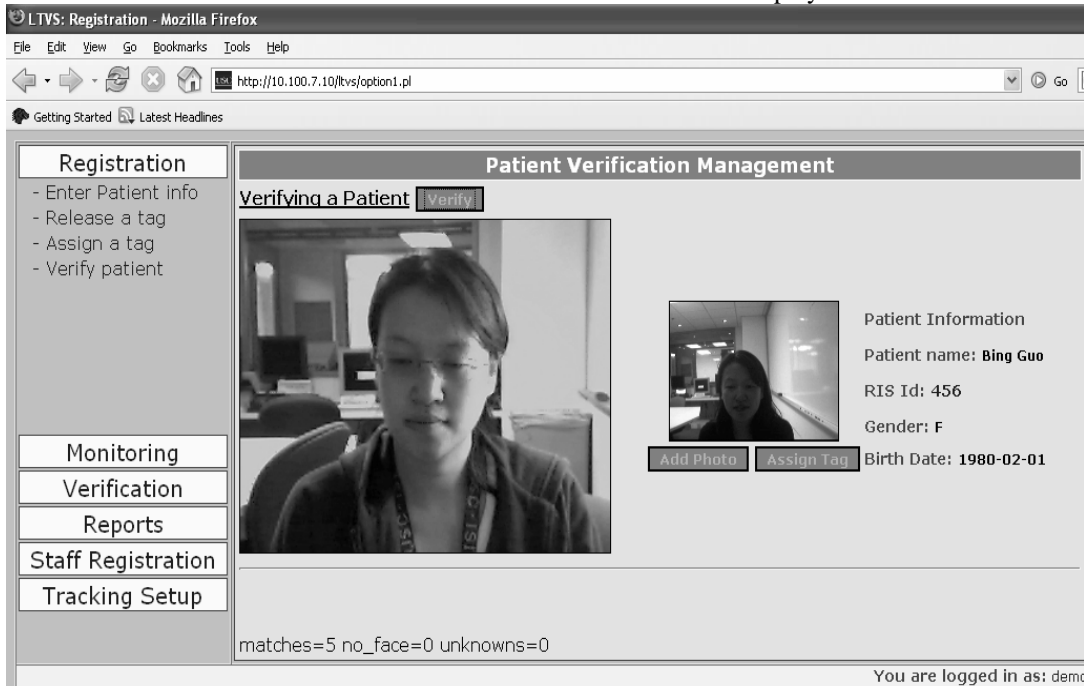 LTVS: Registration - Mozilla Firefox
File Edit View Go Bookmarks Tools Help
http://10.100.7.10/ltvs/option1.pl
Go
Getting Started Latest Headlines
Registration
- Enter Patient info
- Release a tag
- Assign a tag
- Verify patient
Monitoring
Verification
Reports
Staff Registration
Tracking Setup
Patient Verification Management
Verifying a Patient Verify
Patient Information
Patient name: Bing Guo
RIS Id: 456
Gender: F
Add Photo Assign Tag Birth Date: 1980-02-01
matches=5 no_face=0 unknowns=0
You are logged in as: demo